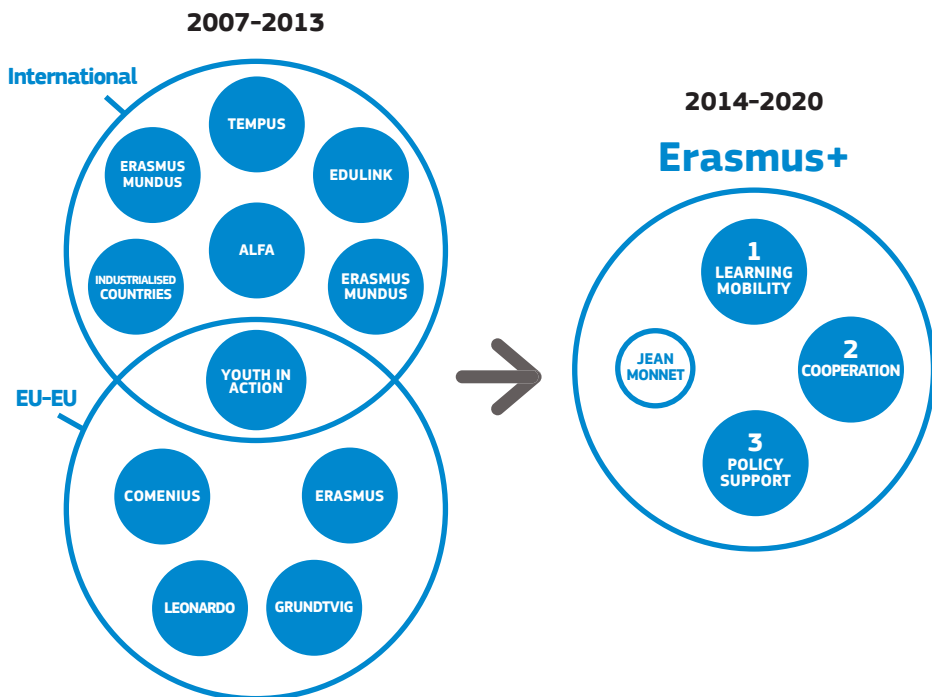 2007-2013
International
TEMPUS
ERASMUS
MUNDUS
EDULINK
ALFA
INDUSTRIALISED
COUNTRIES
ERASMUS
MUNDUS
YOUTH IN
ACTION
EU-EU
COMENIUS
ERASMUS
LEONARDO
GRUNDTVIG
2014-2020
Erasmus+
1
LEARNING
MOBILITY
JEAN
MONNET
2
COOPERATION
3
POLICY
SUPPORT